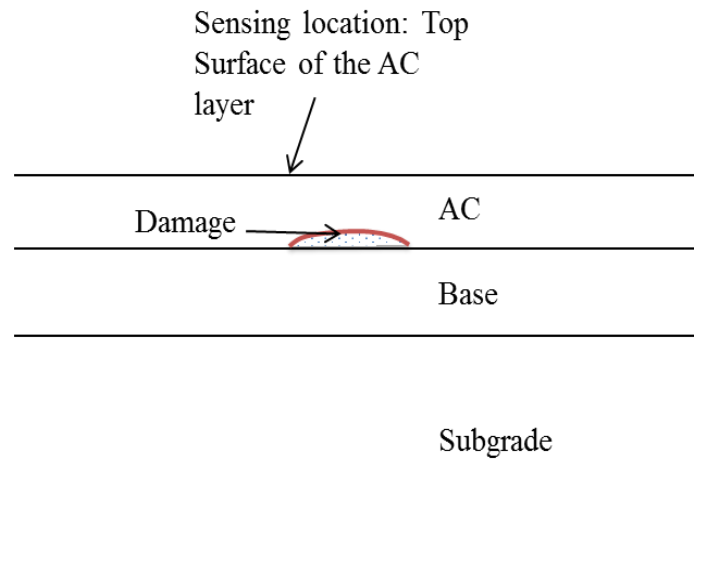 Sensing location: Top
Surface of the AC
layer
Damage
AC
Base
Subgrade